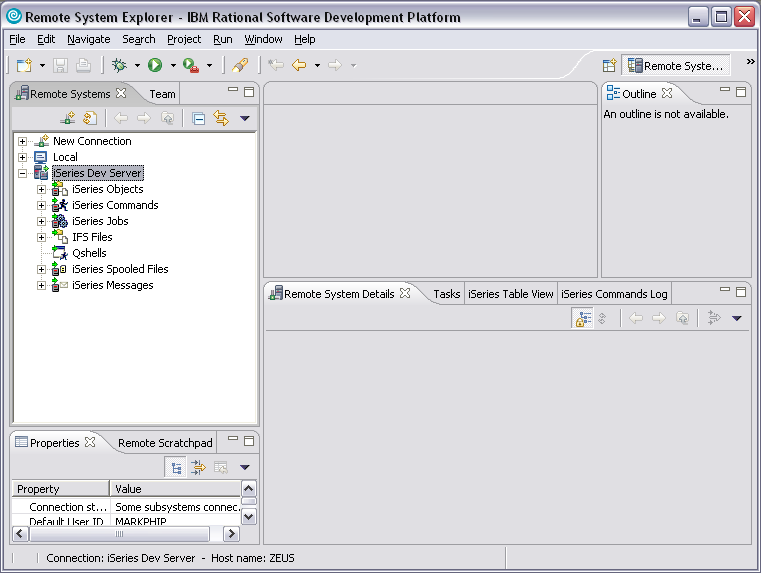 Remote System Explorer - IBM Rational Software Development Platform
File Edit Navigate Search Project Run Window Help
Remote Syste... »
Remote Systems Team
New Connection
Local
iSeries Dev Server
iSeries Objects
iSeries Commands
iSeries Jobs
IFS Files
Qshells
iSeries Spooled Files
iSeries Messages
Outline
An outline is not available.
Remote System Details Tasks iSeries Table View iSeries Commands Log
Properties Remote Scratchpad
Property Value
Connection st... Some subsystems connec...
Default User ID MARKPHIP
Connection: iSeries Dev Server - Host name: ZEUS